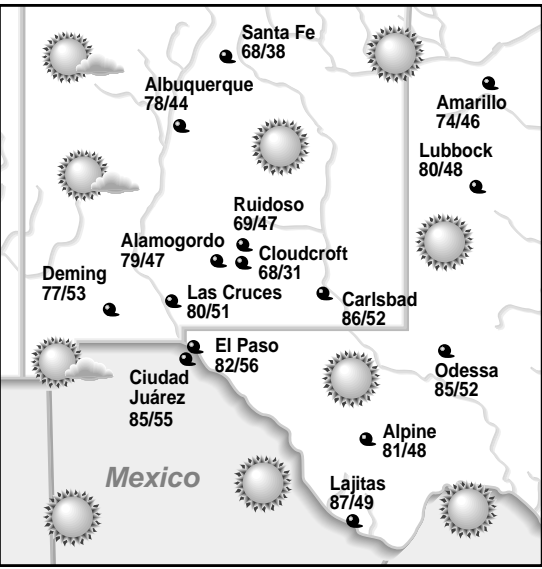 Santa Fe
68/38
Albuquerque
78/44
Amarillo
74/46
Lubbock
80/48
Ruidoso
69/47
Alamogordo
79/47
Cloudcroft
68/31
Deming
77/53
Las Cruces
80/51
Carlsbad
86/52
El Paso
82/56
Ciudad
Juárez
85/55
Odessa
85/52
Alpine
81/48
Mexico
Lajitas
87/49